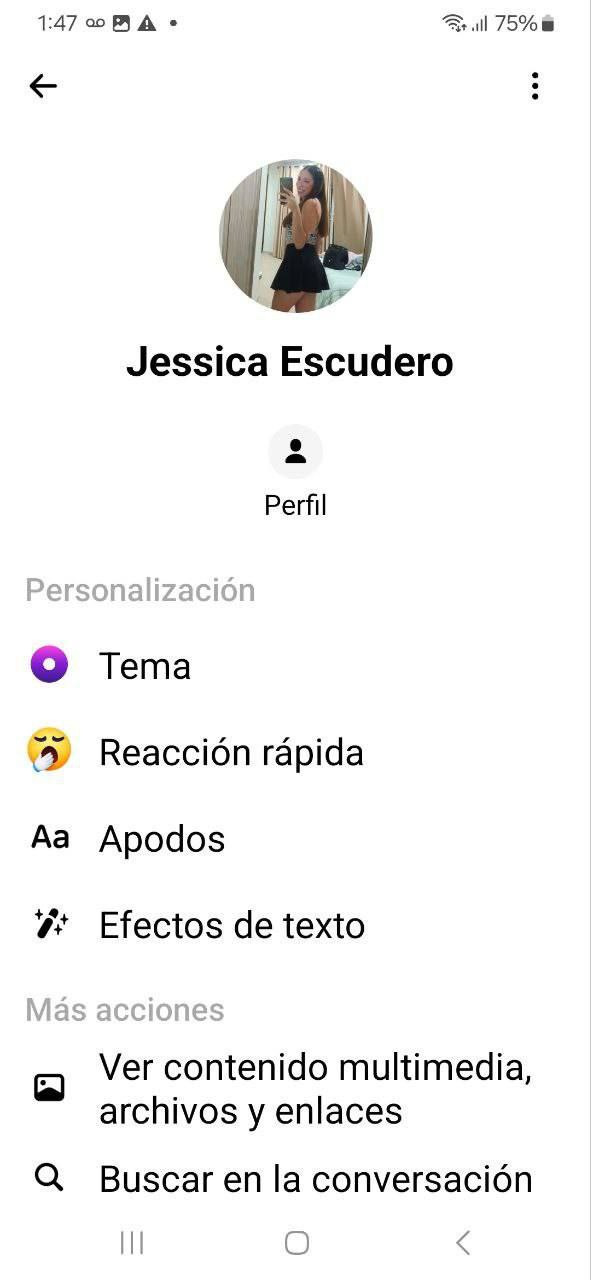 1:47
75%
Jessica Escudero
Perfil
Personalización
Tema
Reacción rápida
Aa Apodos
Efectos de texto
Más acciones
Ver contenido multimedia,
archivos y enlaces
Buscar en la conversación